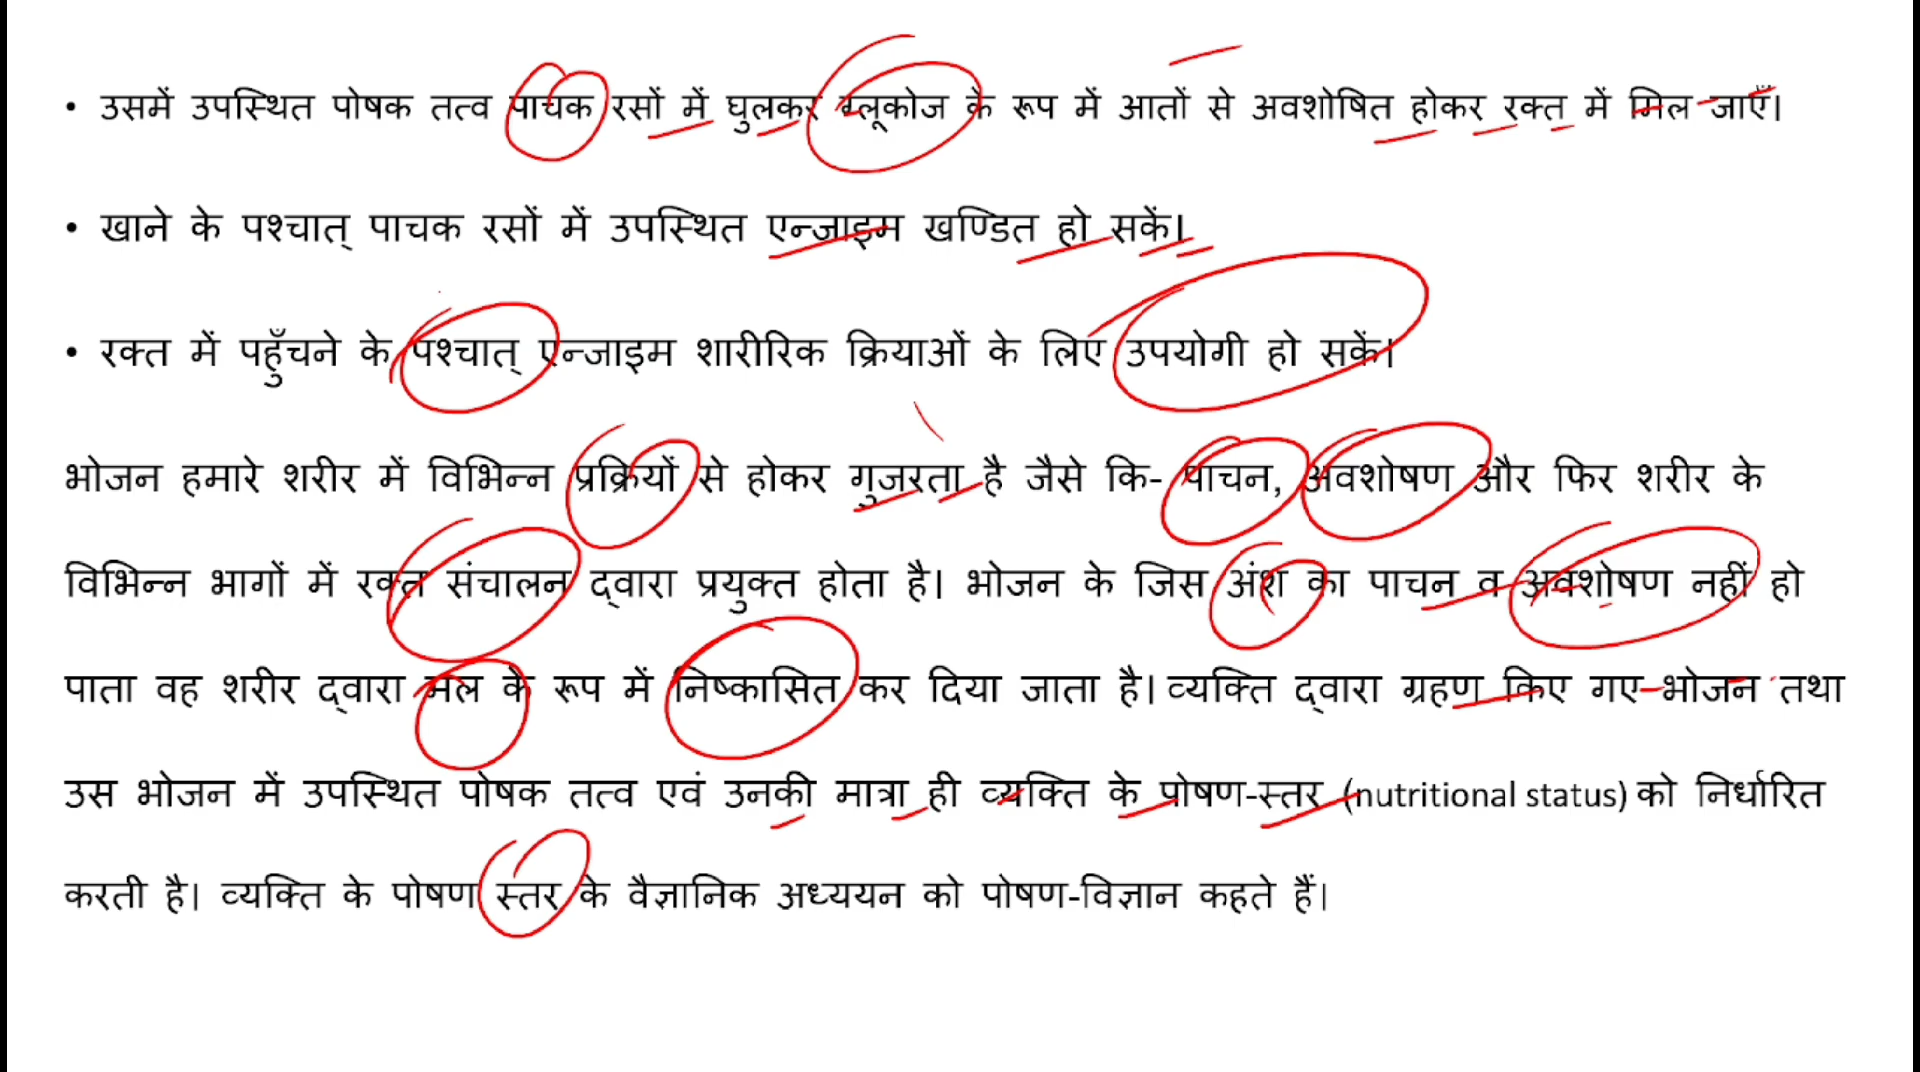 • उसमें उपस्थित पोषक तत्व पाचक रसों में घुलकर ग्लूकोज के रूप में आतों से अवशोषित होकर रक्त में मिल जाएँ।
• खाने के पश्चात् पाचक रसों में उपस्थित एन्जाइम खण्डित हो सकें।
• रक्त में पहुँचने के पश्चात् एन्जाइम शारीरिक क्रियाओं के लिए उपयोगी हो सकें।
भोजन हमारे शरीर में विभिन्न प्रक्रियों से होकर गुजरता है जैसे कि- पाचन, अवशोषण और फिर शरीर के
विभिन्न भागों में रक्त संचालन द्वारा प्रयुक्त होता है। भोजन के जिस अंश का पाचन व अवशोषण नहीं हो
पाता वह शरीर द्वारा मल के रूप में निष्कासित कर दिया जाता है। व्यक्ति द्वारा ग्रहण किए गए भोजन तथा
उस भोजन में उपस्थित पोषक तत्व एवं उनकी मात्रा ही व्यक्ति के पोषण-स्तर (nutritional status) को निर्धारित
करती है। व्यक्ति के पोषण स्तर के वैज्ञानिक अध्ययन को पोषण-विज्ञान कहते हैं।